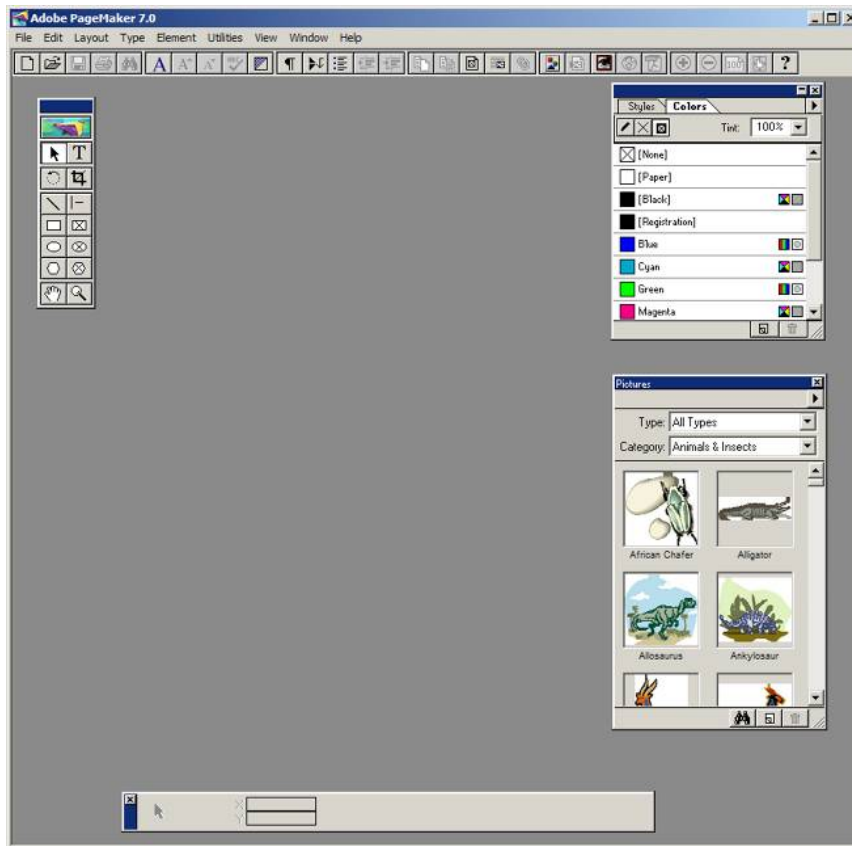 Adobe PageMaker 7.0
File Edit Layout Type Element Utilities View Window Help
Styles Colors
Tint: 100%
[None]
[Paper]
[Black]
[Registration]
Blue
Cyan
Green
Magenta
Pictures
Type: All Types
Category: Animals & Insects
African Chafer Alligator
Allosaurus Ankylosaur
X
Y